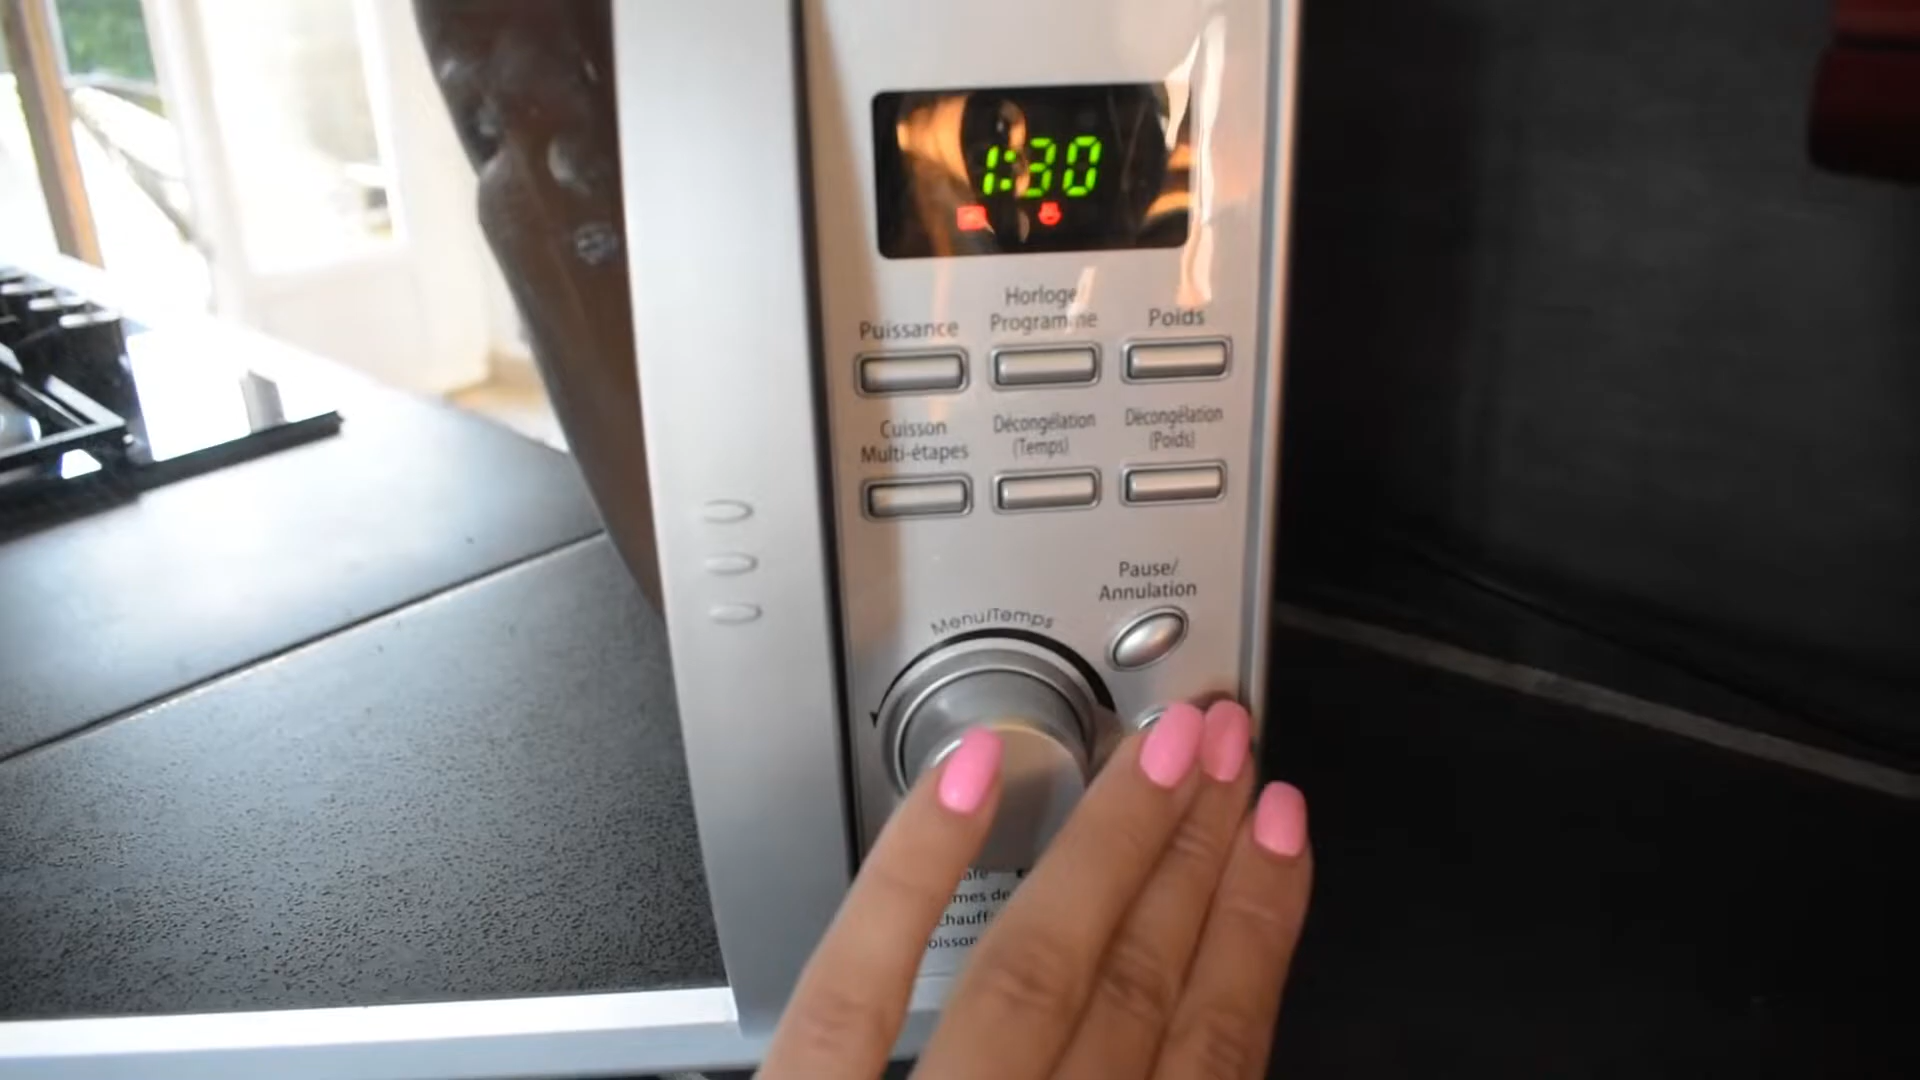 1:30
Horloge/
Puissance Programme Poids
Cuisson Décongélation Décongélation
Multi-étapes (Temps) (Poids)
Pause/
Annulation
Menu/Temps